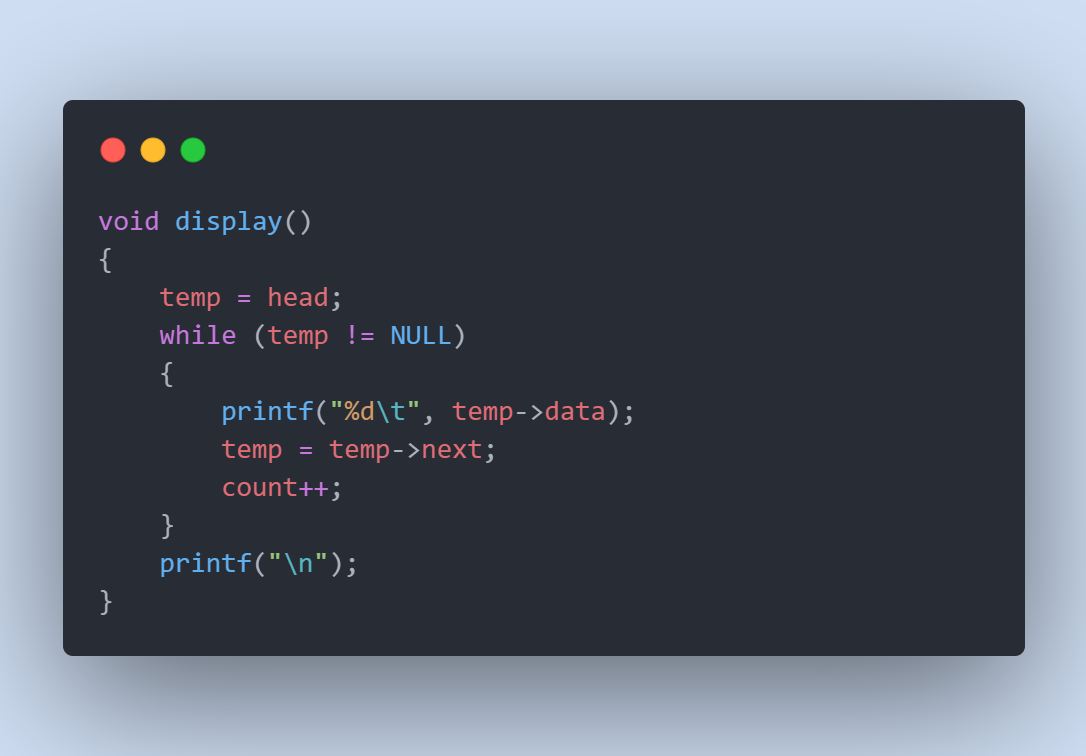 void display()
{
    temp = head;
    while (temp != NULL)
    {
        printf("%d\t", temp->data);
        temp = temp->next;
        count++;
    }
    printf("\n");
}